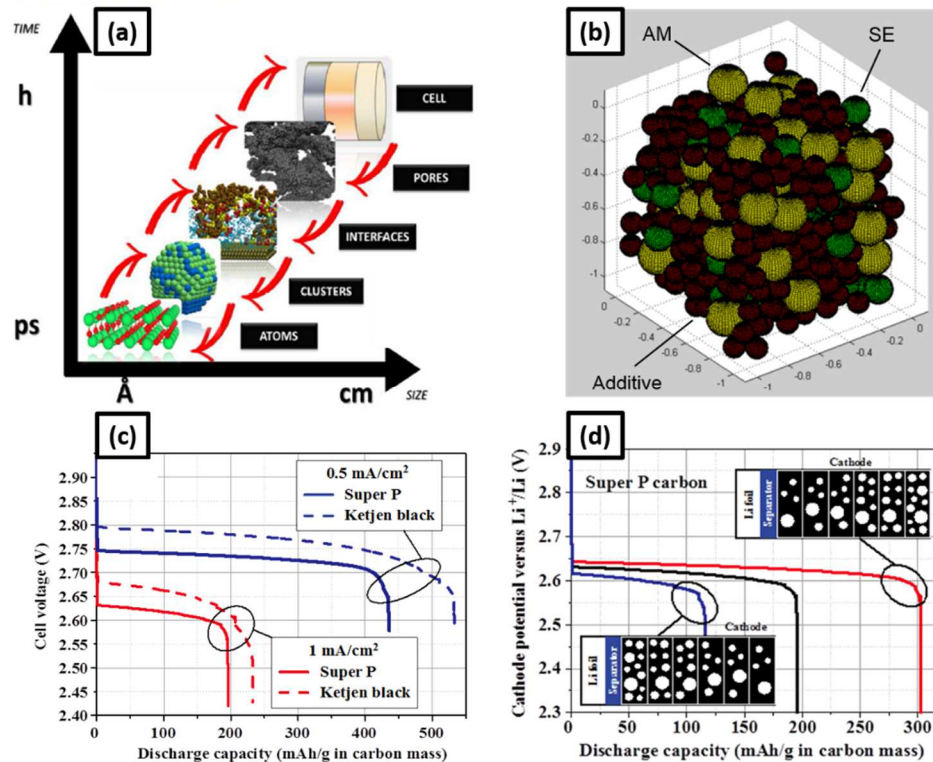 TIME
(a)
h
ps
CELL
PORES
INTERFACES
CLUSTERS
ATOMS
Å
cm
SIZE
(b)
AM
SE
Additive
0
-0.2
-0.4
-0.6
-0.8
-1
0
-0.2
-0.4
-0.6
-0.8
-1
-1
-0.8
-0.6
-0.4
-0.2
0
(c)
Cell voltage (V)
2.95
2.90
2.85
2.80
2.75
2.70
2.65
2.60
2.55
2.50
2.45
2.40
0.5 mA/cm²
Super P
Ketjen black
1 mA/cm²
Super P
Ketjen black
0 100 200 300 400 500
Discharge capacity (mAh/g in carbon mass)
(d)
Cathode potential versus Li⁺/Li (V)
2.9
2.8
2.7
2.6
2.5
2.4
2.3
Super P carbon
Cathode
Li foil
Separator
Cathode
Li foil
Separator
0 50 100 150 200 250 300
Discharge capacity (mAh/g in carbon mass)